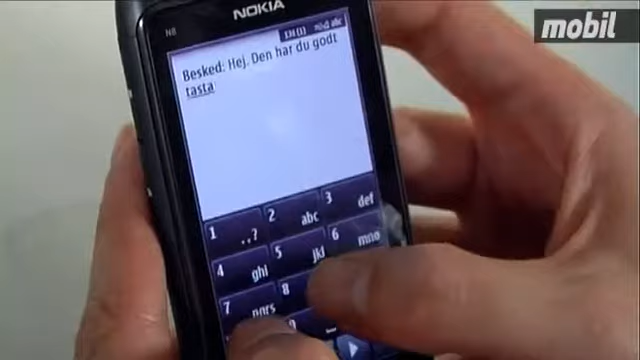 mobil
N8
NOKIA
Besked: Hej. Den har du godt
tasta
1 ..? 2 abc 3 def
4 ghi 5 jkl 6 mno
7 pqrs 8